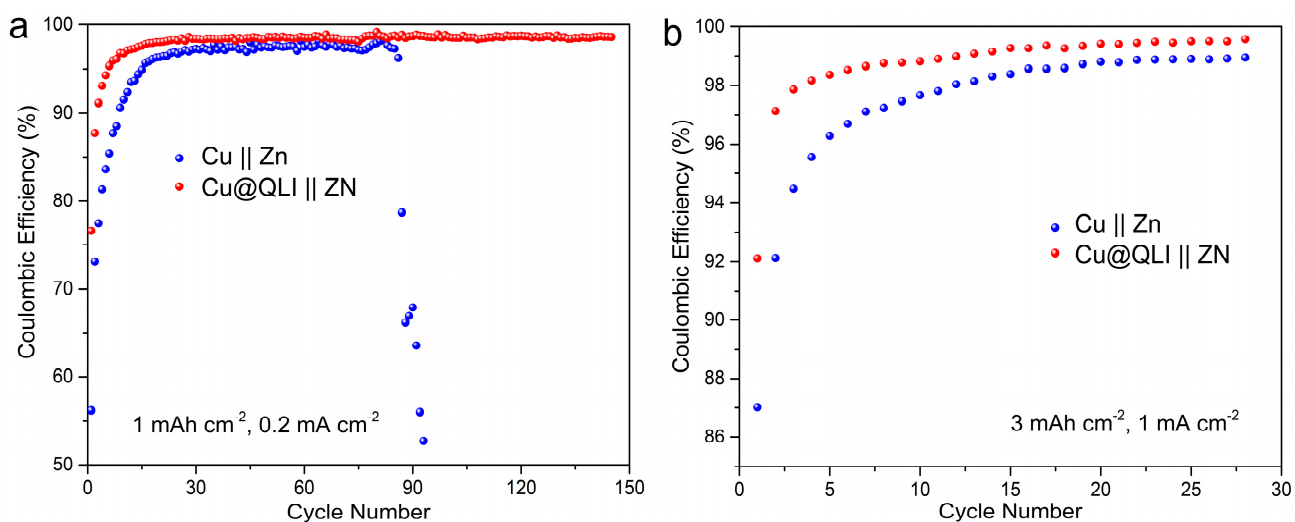 a
100
90
80
70
60
50
Coulombic Efficiency (%)
Cu || Zn
Cu@QLI || ZN
1 mAh cm⁻², 0.2 mA cm⁻²
0 30 60 90 120 150
Cycle Number
b
100
98
96
94
92
90
88
86
Coulombic Efficiency (%)
Cu || Zn
Cu@QLI || ZN
3 mAh cm⁻², 1 mA cm⁻²
0 5 10 15 20 25 30
Cycle Number